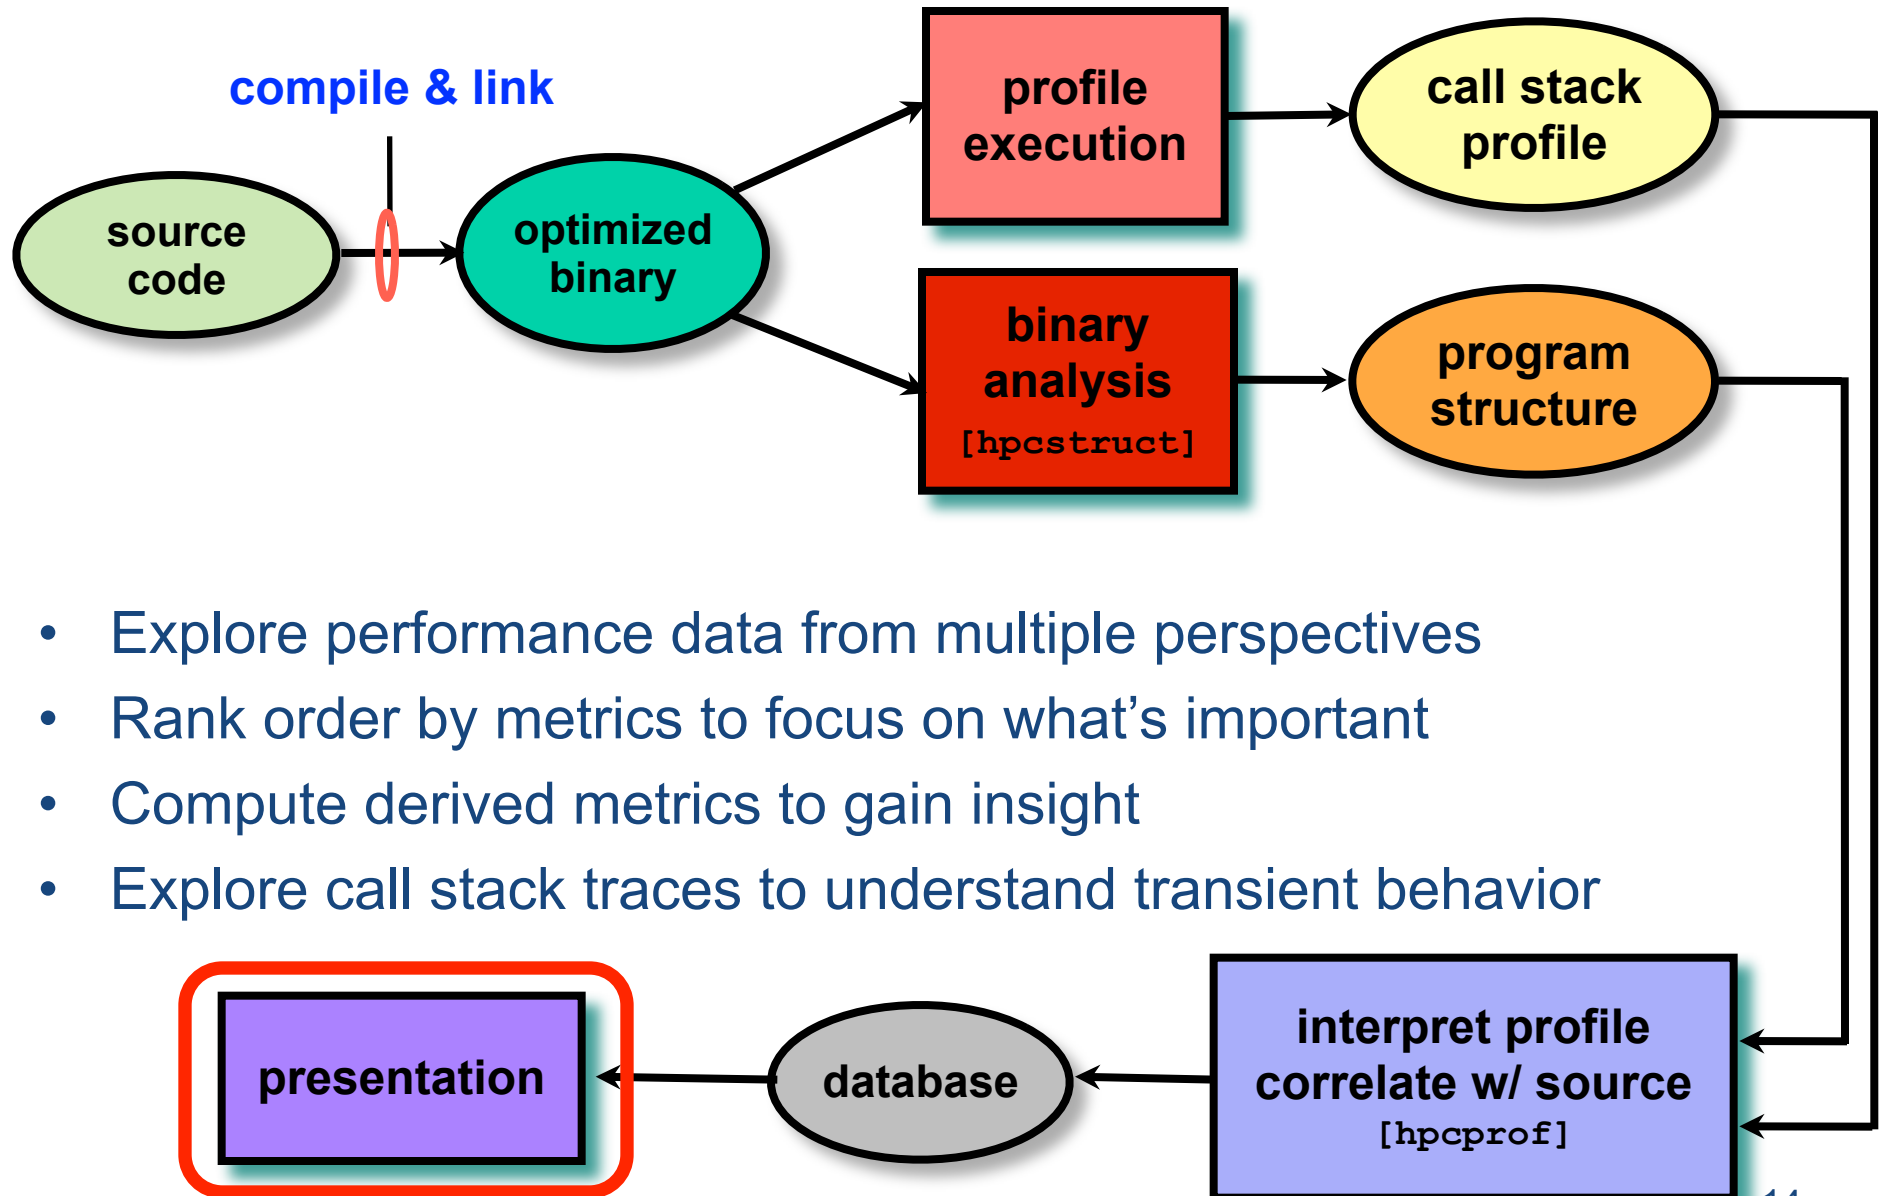 compile & link
source
code
optimized
binary
profile
execution
call stack
profile
binary
analysis
[hpcstruct]
program
structure
• Explore performance data from multiple perspectives
• Rank order by metrics to focus on what’s important
• Compute derived metrics to gain insight
• Explore call stack traces to understand transient behavior
presentation
database
interpret profile
correlate w/ source
[hpcprof]